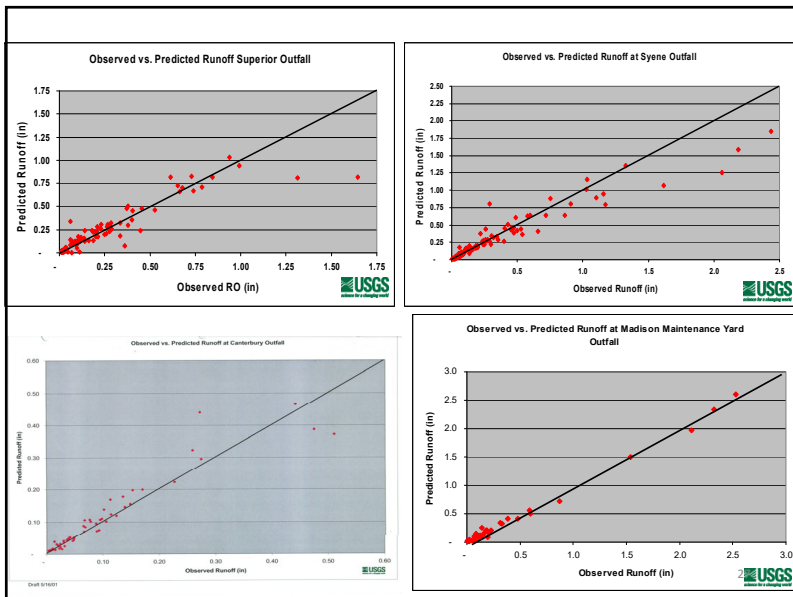 Observed vs. Predicted Runoff Superior Outfall
Predicted Runoff (in)
1.75
1.50
1.25
1.00
0.75
0.50
0.25
-
- 0.25 0.50 0.75 1.00 1.25 1.50 1.75
Observed RO (in)
USGS
science for a changing world
Observed vs. Predicted Runoff at Syene Outfall
Predicted Runoff (in)
2.50
2.25
2.00
1.75
1.50
1.25
1.00
0.75
0.50
0.25
-
- 0.5 1.0 1.5 2.0 2.5
Observed Runoff (in)
USGS
science for a changing world
Observed vs. Predicted Runoff at Canterbury Outfall
Predicted Runoff (in)
0.60
0.50
0.40
0.30
0.20
0.10
-
- 0.10 0.20 0.30 0.40 0.50 0.60
Observed Runoff (in)
USGS
Draft 5/16/01
Observed vs. Predicted Runoff at Madison Maintenance Yard
Outfall
Predicted Runoff (in)
3.0
2.5
2.0
1.5
1.0
0.5
-
- 0.5 1.0 1.5 2.0 2.5 3.0
Observed Runoff (in)
USGS
science for a changing world